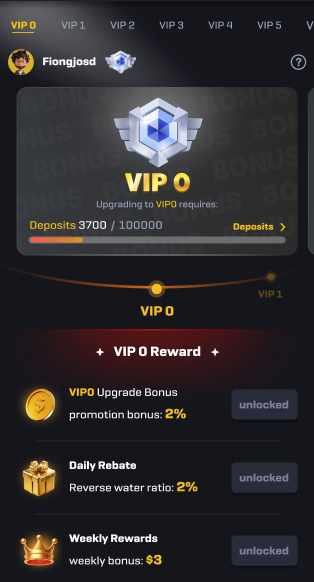 VIP 0 VIP 1 VIP 2 VIP 3 VIP 4 VIP 5 V
Fiongjosd ?
BONUS
VIP 0
Upgrading to VIP0 requires:
Deposits 3700 / 100000 Deposits
VIP 0
VIP 1
VIP 0 Reward
VIP0 Upgrade Bonus
promotion bonus: 2%
unlocked
Daily Rebate
Reverse water ratio: 2%
unlocked
Weekly Rewards
weekly bonus: $3
unlocked